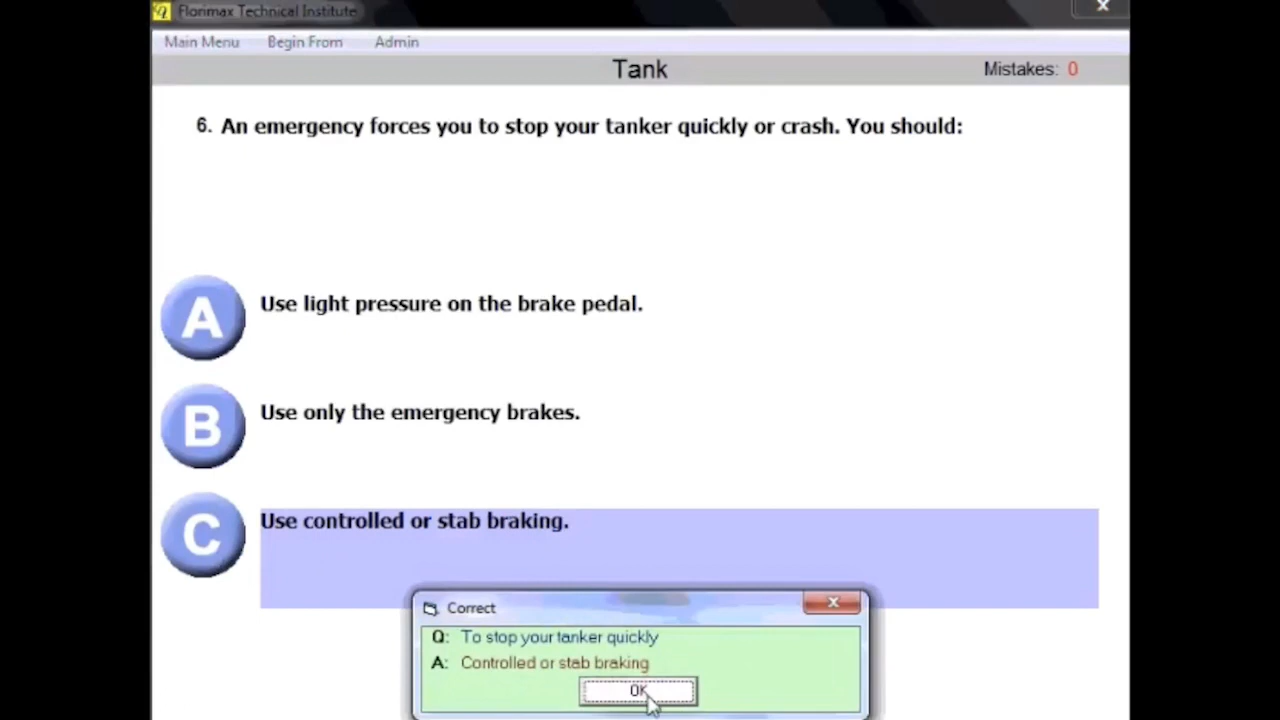 Florimax Technical Institute
Main Menu Begin From Admin
Tank
Mistakes: 0
6. An emergency forces you to stop your tanker quickly or crash. You should:
A Use light pressure on the brake pedal.
B Use only the emergency brakes.
C Use controlled or stab braking.
Correct
Q: To stop your tanker quickly
A: Controlled or stab braking
OK